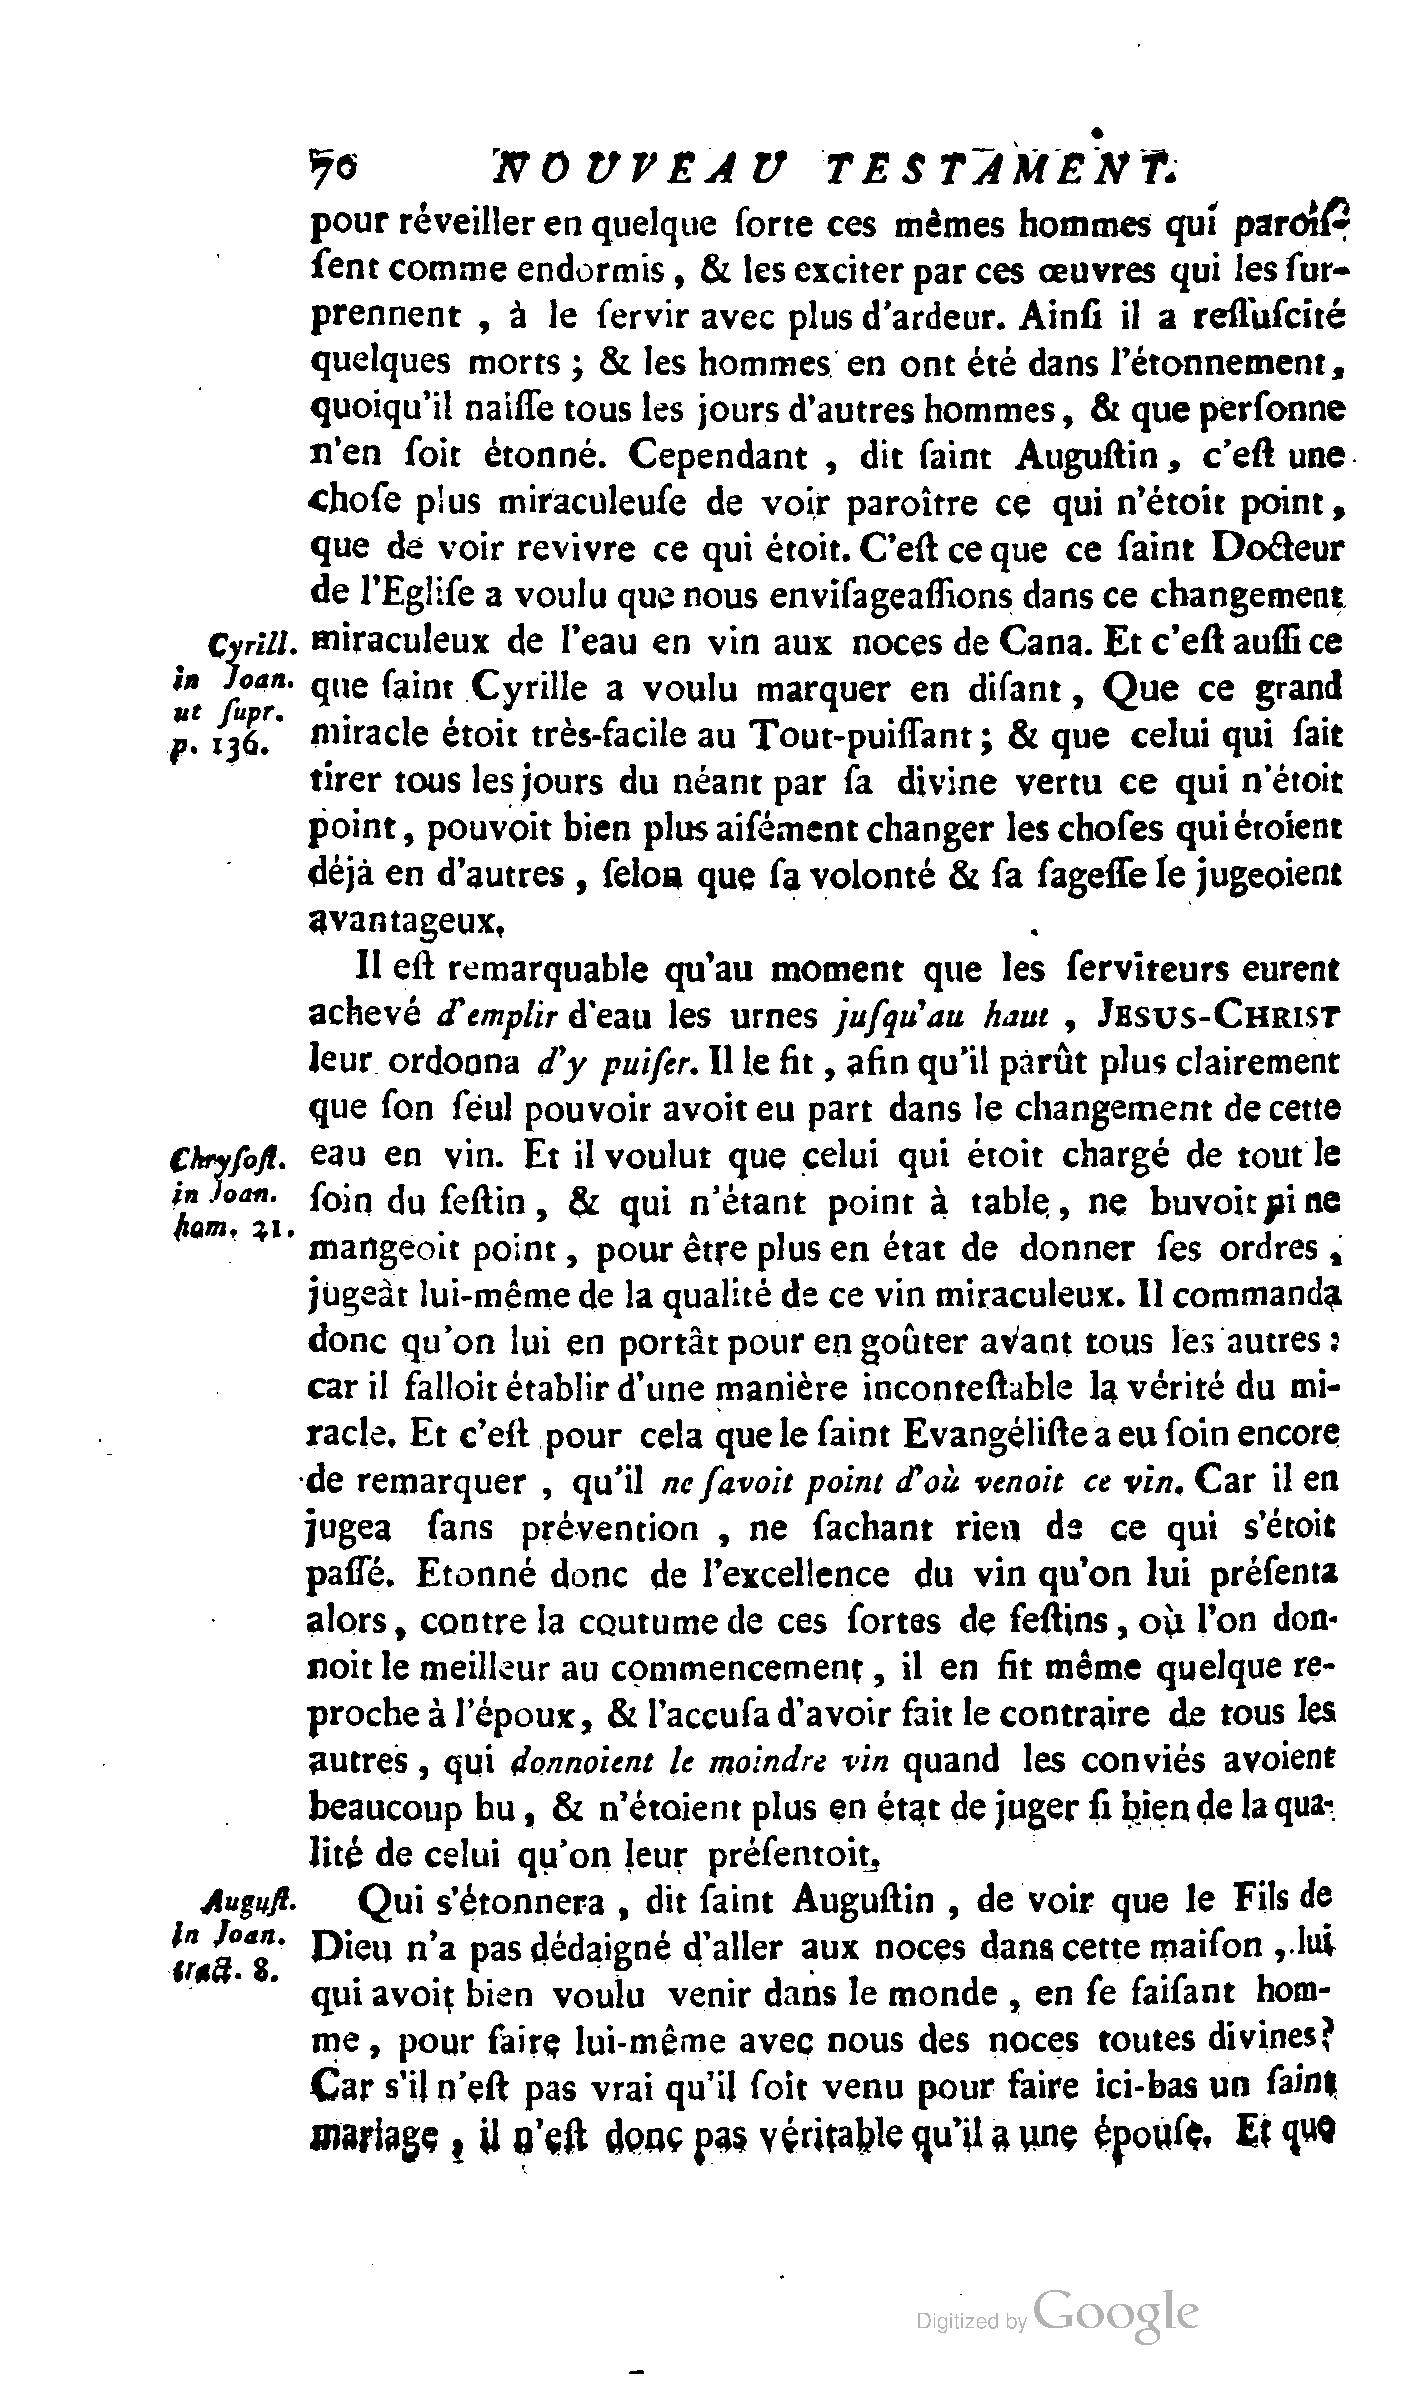 70 NOUVEAU TESTAMENT.
pour réveiller en quelque ſorte ces mêmes hommes qui paroiſ-
ſent comme endormis, & les exciter par ces œuvres qui les ſur-
prennent, à le ſervir avec plus d'ardeur. Ainſi il a reſſuſcité
quelques morts; & les hommes en ont été dans l'étonnement,
quoiqu'il naiſſe tous les jours d'autres hommes, & que perſonne
n'en ſoit étonné. Cependant, dit ſaint Auguſtin, c'eſt une
choſe plus miraculeuſe de voir paroître ce qui n'étoit point,
que de voir revivre ce qui étoit. C'eſt ce que ce ſaint Docteur
de l'Egliſe a voulu que nous enviſageaſſions dans ce changement
Cyrill.
in Joan.
ut ſupr.
p. 136.
miraculeux de l'eau en vin aux noces de Cana. Et c'eſt auſſi ce
que ſaint Cyrille a voulu marquer en diſant, Que ce grand
miracle étoit très-facile au Tout-puiſſant; & que celui qui fait
tirer tous les jours du néant par ſa divine vertu ce qui n'étoit
point, pouvoit bien plus aiſément changer les choſes qui étoient
déjà en d'autres, ſelon que ſa volonté & ſa ſageſſe le jugeoient
avantageux.
Il eſt remarquable qu'au moment que les ſerviteurs eurent
achevé d'emplir d'eau les urnes juſqu'au haut, JESUS-CHRIST
leur ordonna d'y puiſer. Il le fit, afin qu'il parût plus clairement
que ſon ſeul pouvoir avoit eu part dans le changement de cette
Chryſoſt.
in Joan.
hom. 21.
eau en vin. Et il voulut que celui qui étoit chargé de tout le
ſoin du feſtin, & qui n'étant point à table, ne buvoit ni ne
mangeoit point, pour être plus en état de donner ſes ordres,
jugeât lui-même de la qualité de ce vin miraculeux. Il commanda
donc qu'on lui en portât pour en goûter avant tous les autres:
car il falloit établir d'une manière inconteſtable la vérité du mi-
racle. Et c'eſt pour cela que le ſaint Evangéliſte a eu ſoin encore
de remarquer, qu'il ne ſavoit point d'où venoit ce vin. Car il en
jugea ſans prévention, ne ſachant rien de ce qui s'étoit
paſſé. Etonné donc de l'excellence du vin qu'on lui préſenta
alors, contre la coutume de ces ſortes de feſtins, où l'on don-
noit le meilleur au commencement, il en fit même quelque re-
proche à l'époux, & l'accuſa d'avoir fait le contraire de tous les
autres, qui donnoient le moindre vin quand les conviés avoient
beaucoup bu, & n'étoient plus en état de juger ſi bien de la qua-
lité de celui qu'on leur préſentoit.
Auguſt.
in Joan.
tract. 8.
Qui s'étonnera, dit ſaint Auguſtin, de voir que le Fils de
Dieu n'a pas dédaigné d'aller aux noces dans cette maiſon, lui
qui avoit bien voulu venir dans le monde, en ſe faiſant hom-
me, pour faire lui-même avec nous des noces toutes divines?
Car s'il n'eſt pas vrai qu'il ſoit venu pour faire ici-bas un ſaint
mariage, il n'eſt donc pas véritable qu'il a une épouſe. Et que
Digitized by Google